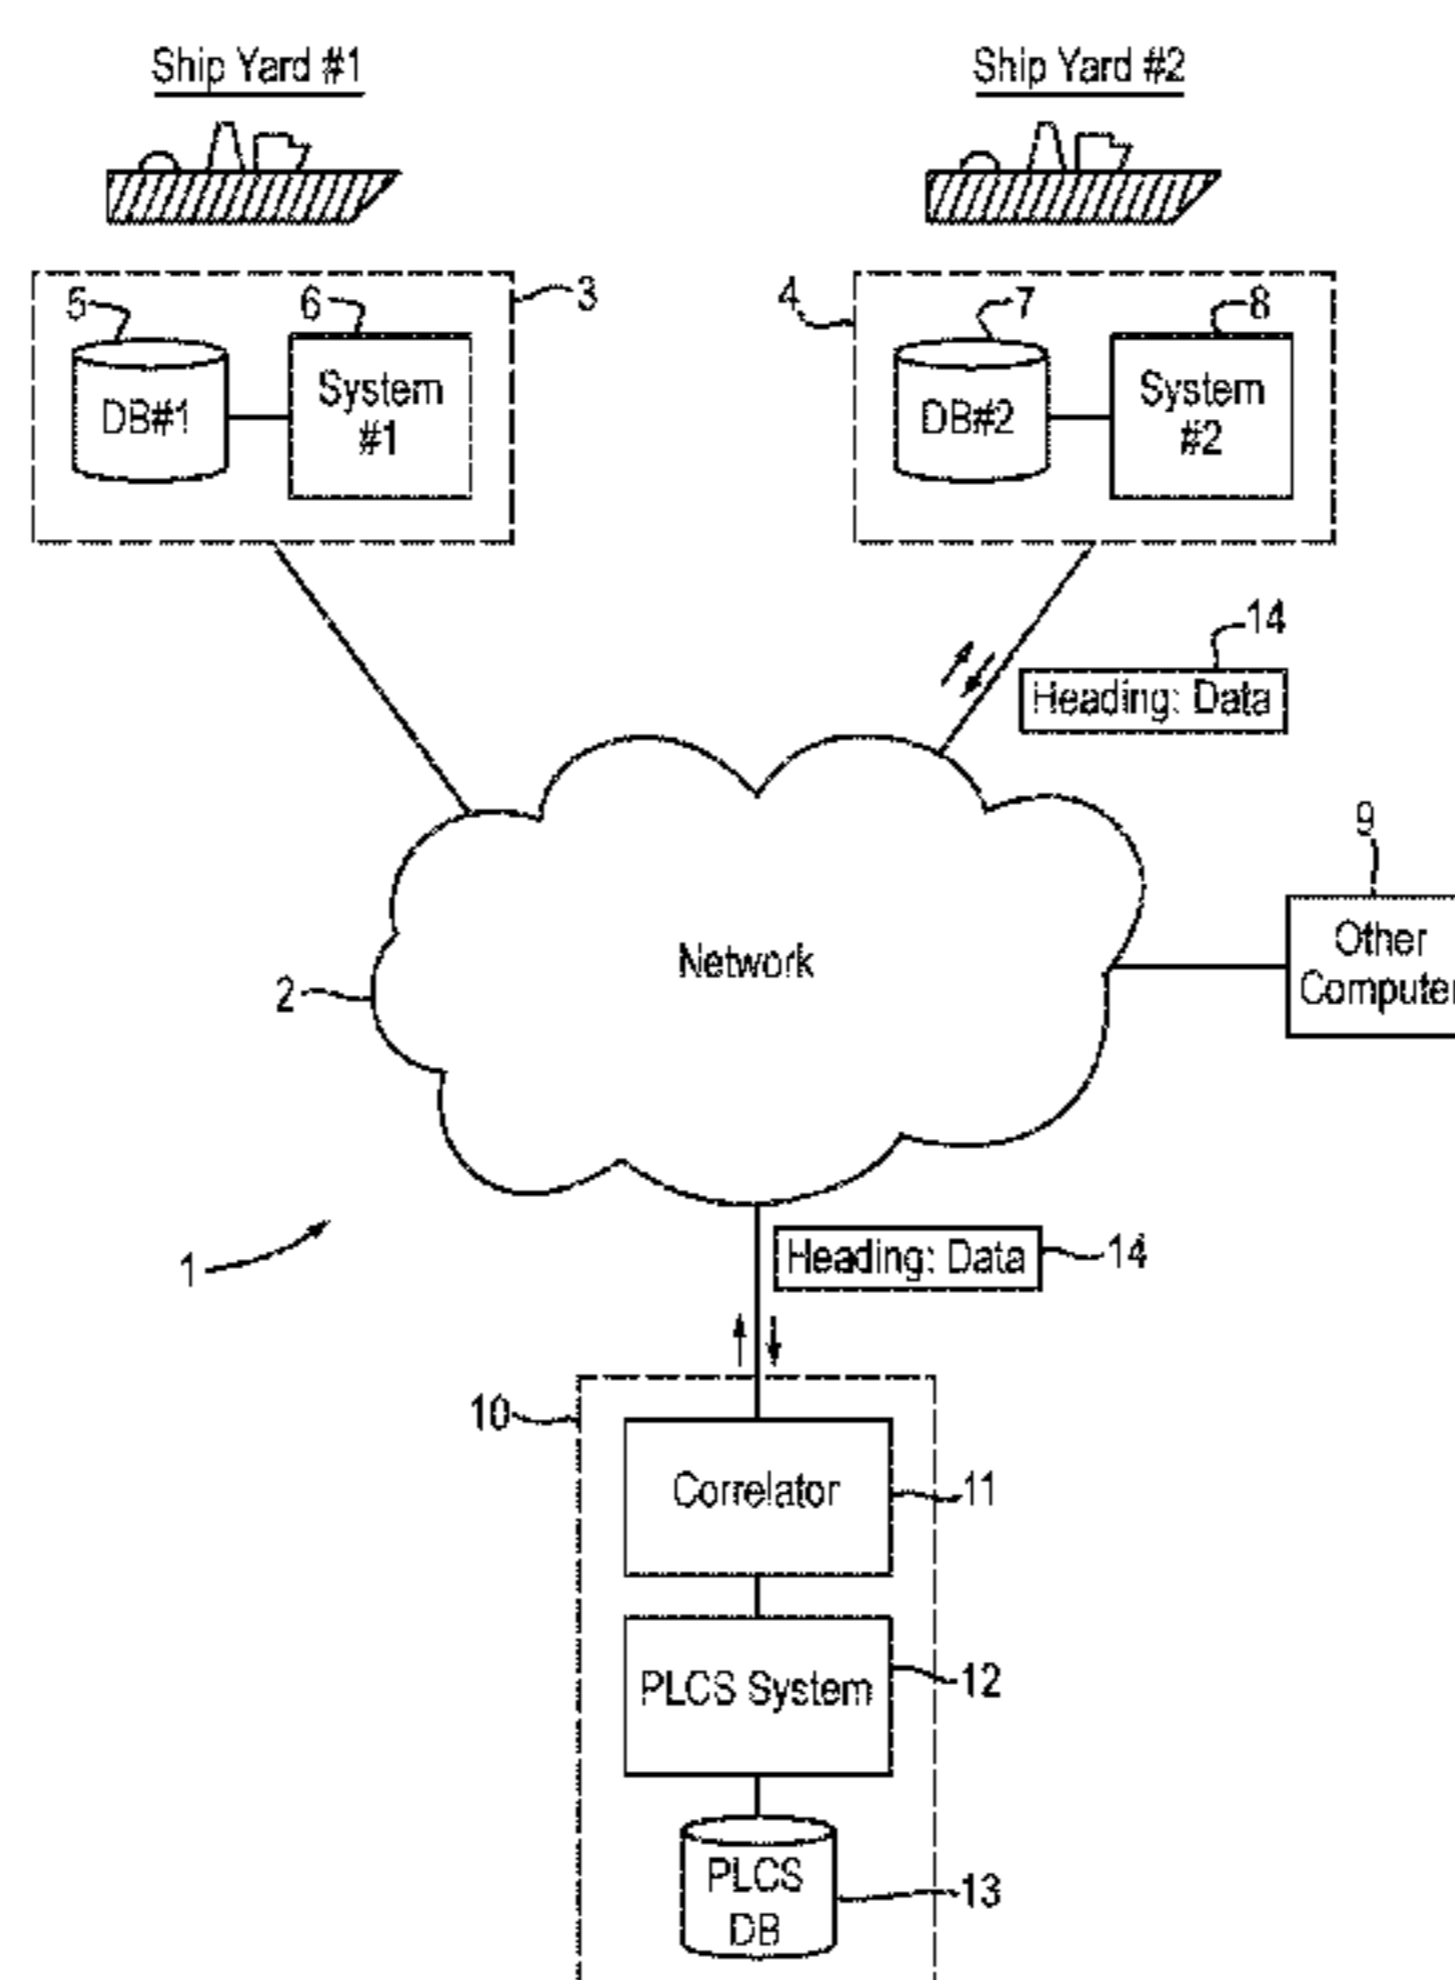 Ship Yard #1
Ship Yard #2
5
6
3
DB#1
System
#1
4
7
8
DB#2
System
#2
14
Heading: Data
9
Other
Computer
Network
2
1
Heading: Data
14
10
Correlator
11
PLCS System
12
PLCS
DB
13